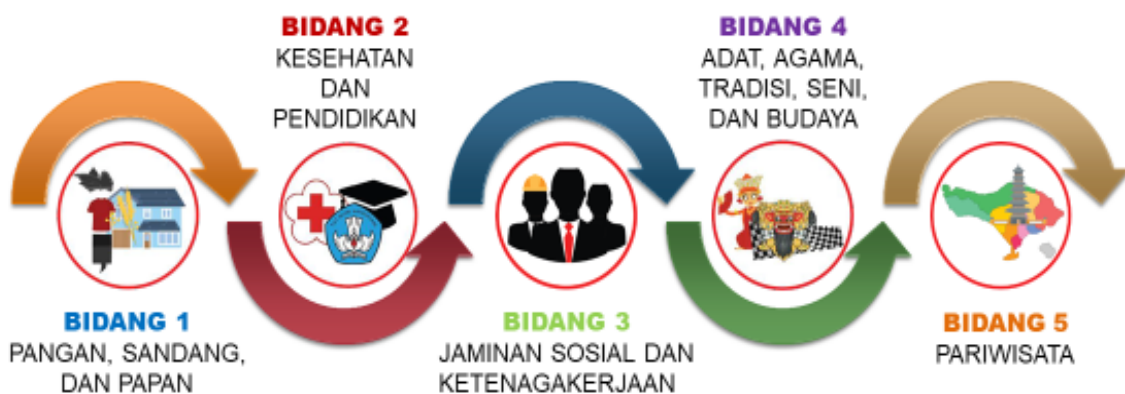 BIDANG 1
PANGAN, SANDANG,
DAN PAPAN
BIDANG 2
KESEHATAN
DAN
PENDIDIKAN
BIDANG 3
JAMINAN SOSIAL DAN
KETENAGAKERJAAN
BIDANG 4
ADAT, AGAMA,
TRADISI, SENI,
DAN BUDAYA
BIDANG 5
PARIWISATA